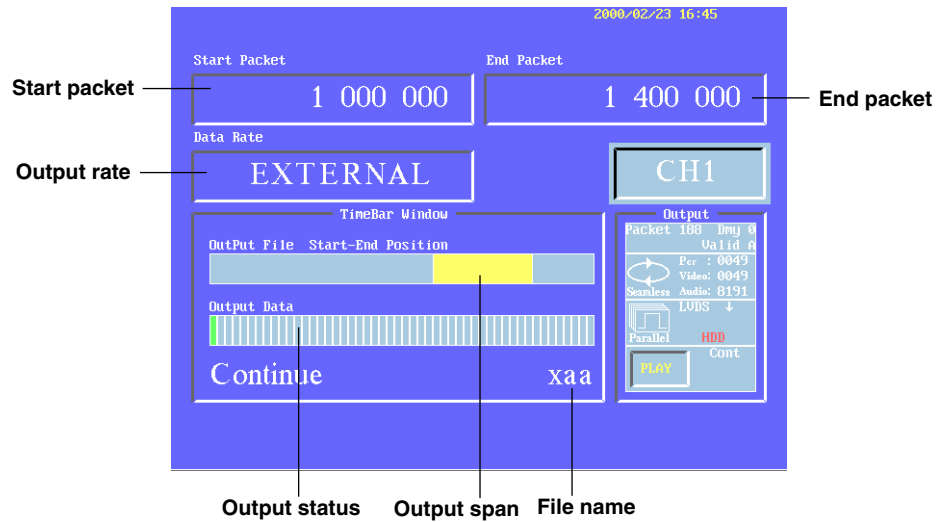 2000/02/23 16:45
Start Packet
End Packet
Start packet
1 000 000
1 400 000
End packet
Data Rate
Output rate
EXTERNAL
CH1
TimeBar Window
Output
Packet 188 Dmy 0
Valid A
OutPut File Start-End Position
Pcr : 0049
Video: 0049
Seamless Audio: 8191
Output Data
LVDS ↓
Parallel HDD
Cont
Continue
xaa
PLAY
Output status
Output span
File name